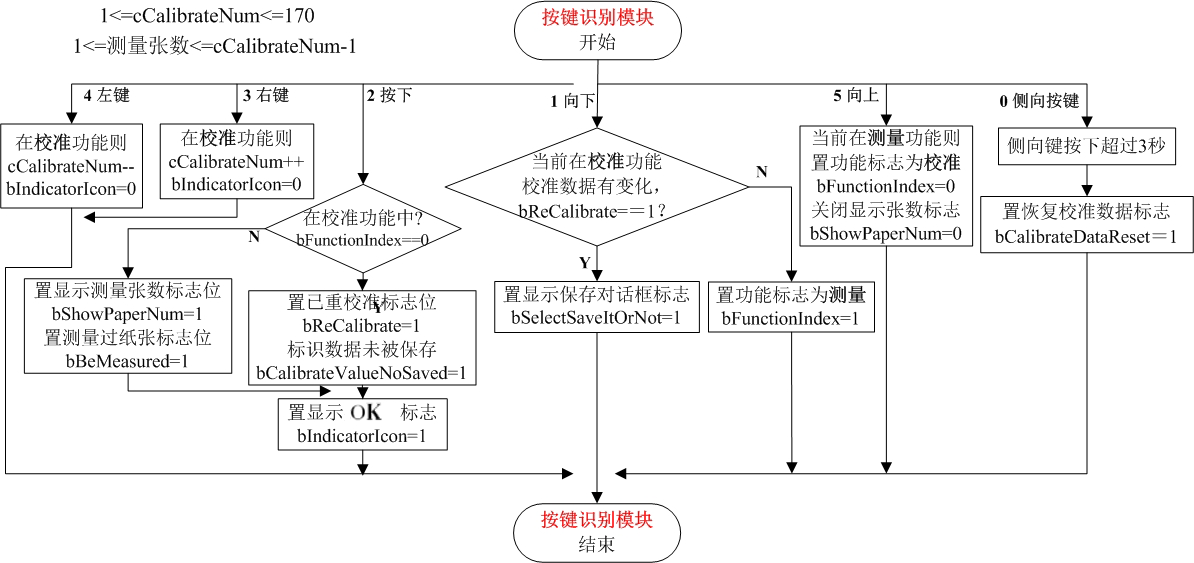 1<=cCalibrateNum<=170
1<=测量张数<=cCalibrateNum-1
按键识别模块
开始
4 左键
3 右键
2 按下
1 向下
5 向上
0 侧向按键
在校准功能则
cCalibrateNum--
bIndicatorIcon=0
在校准功能则
cCalibrateNum++
bIndicatorIcon=0
在校准功能中?
bFunctionIndex==0
N
Y
置显示测量张数标志位
bShowPaperNum=1
置测量过纸张标志位
bBeMeasured=1
置已重校准标志位
bReCalibrate=1
标识数据未被保存
bCalibrateValueNoSaved=1
置显示 OK 标志
bIndicatorIcon=1
当前在校准功能
校准数据有变化，
bReCalibrate==1?
N
Y
置显示保存对话框标志
bSelectSaveItOrNot=1
置功能标志为测量
bFunctionIndex=1
当前在测量功能则
置功能标志为校准
bFunctionIndex=0
关闭显示张数标志
bShowPaperNum=0
侧向键按下超过3秒
置恢复校准数据标志
bCalibrateDataReset＝1
按键识别模块
结束